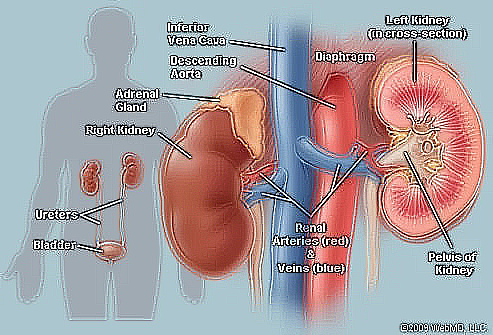 Inferior
Vena Cava
Descending
Aorta
Adrenal
Gland
Right Kidney
Ureters
Bladder
Diaphragm
Left Kidney
(in cross-section)
Renal
Arteries (red)
&
Veins (blue)
Pelvis of
Kidney
©2009 WebMD, LLC